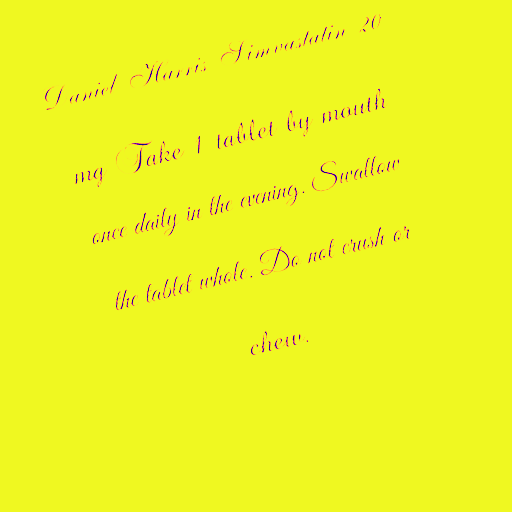 Daniel Harris Simvastatin 20
mg Take 1 tablet by mouth
once daily in the evening. Swallow
the tablet whole. Do not crush or
chew.